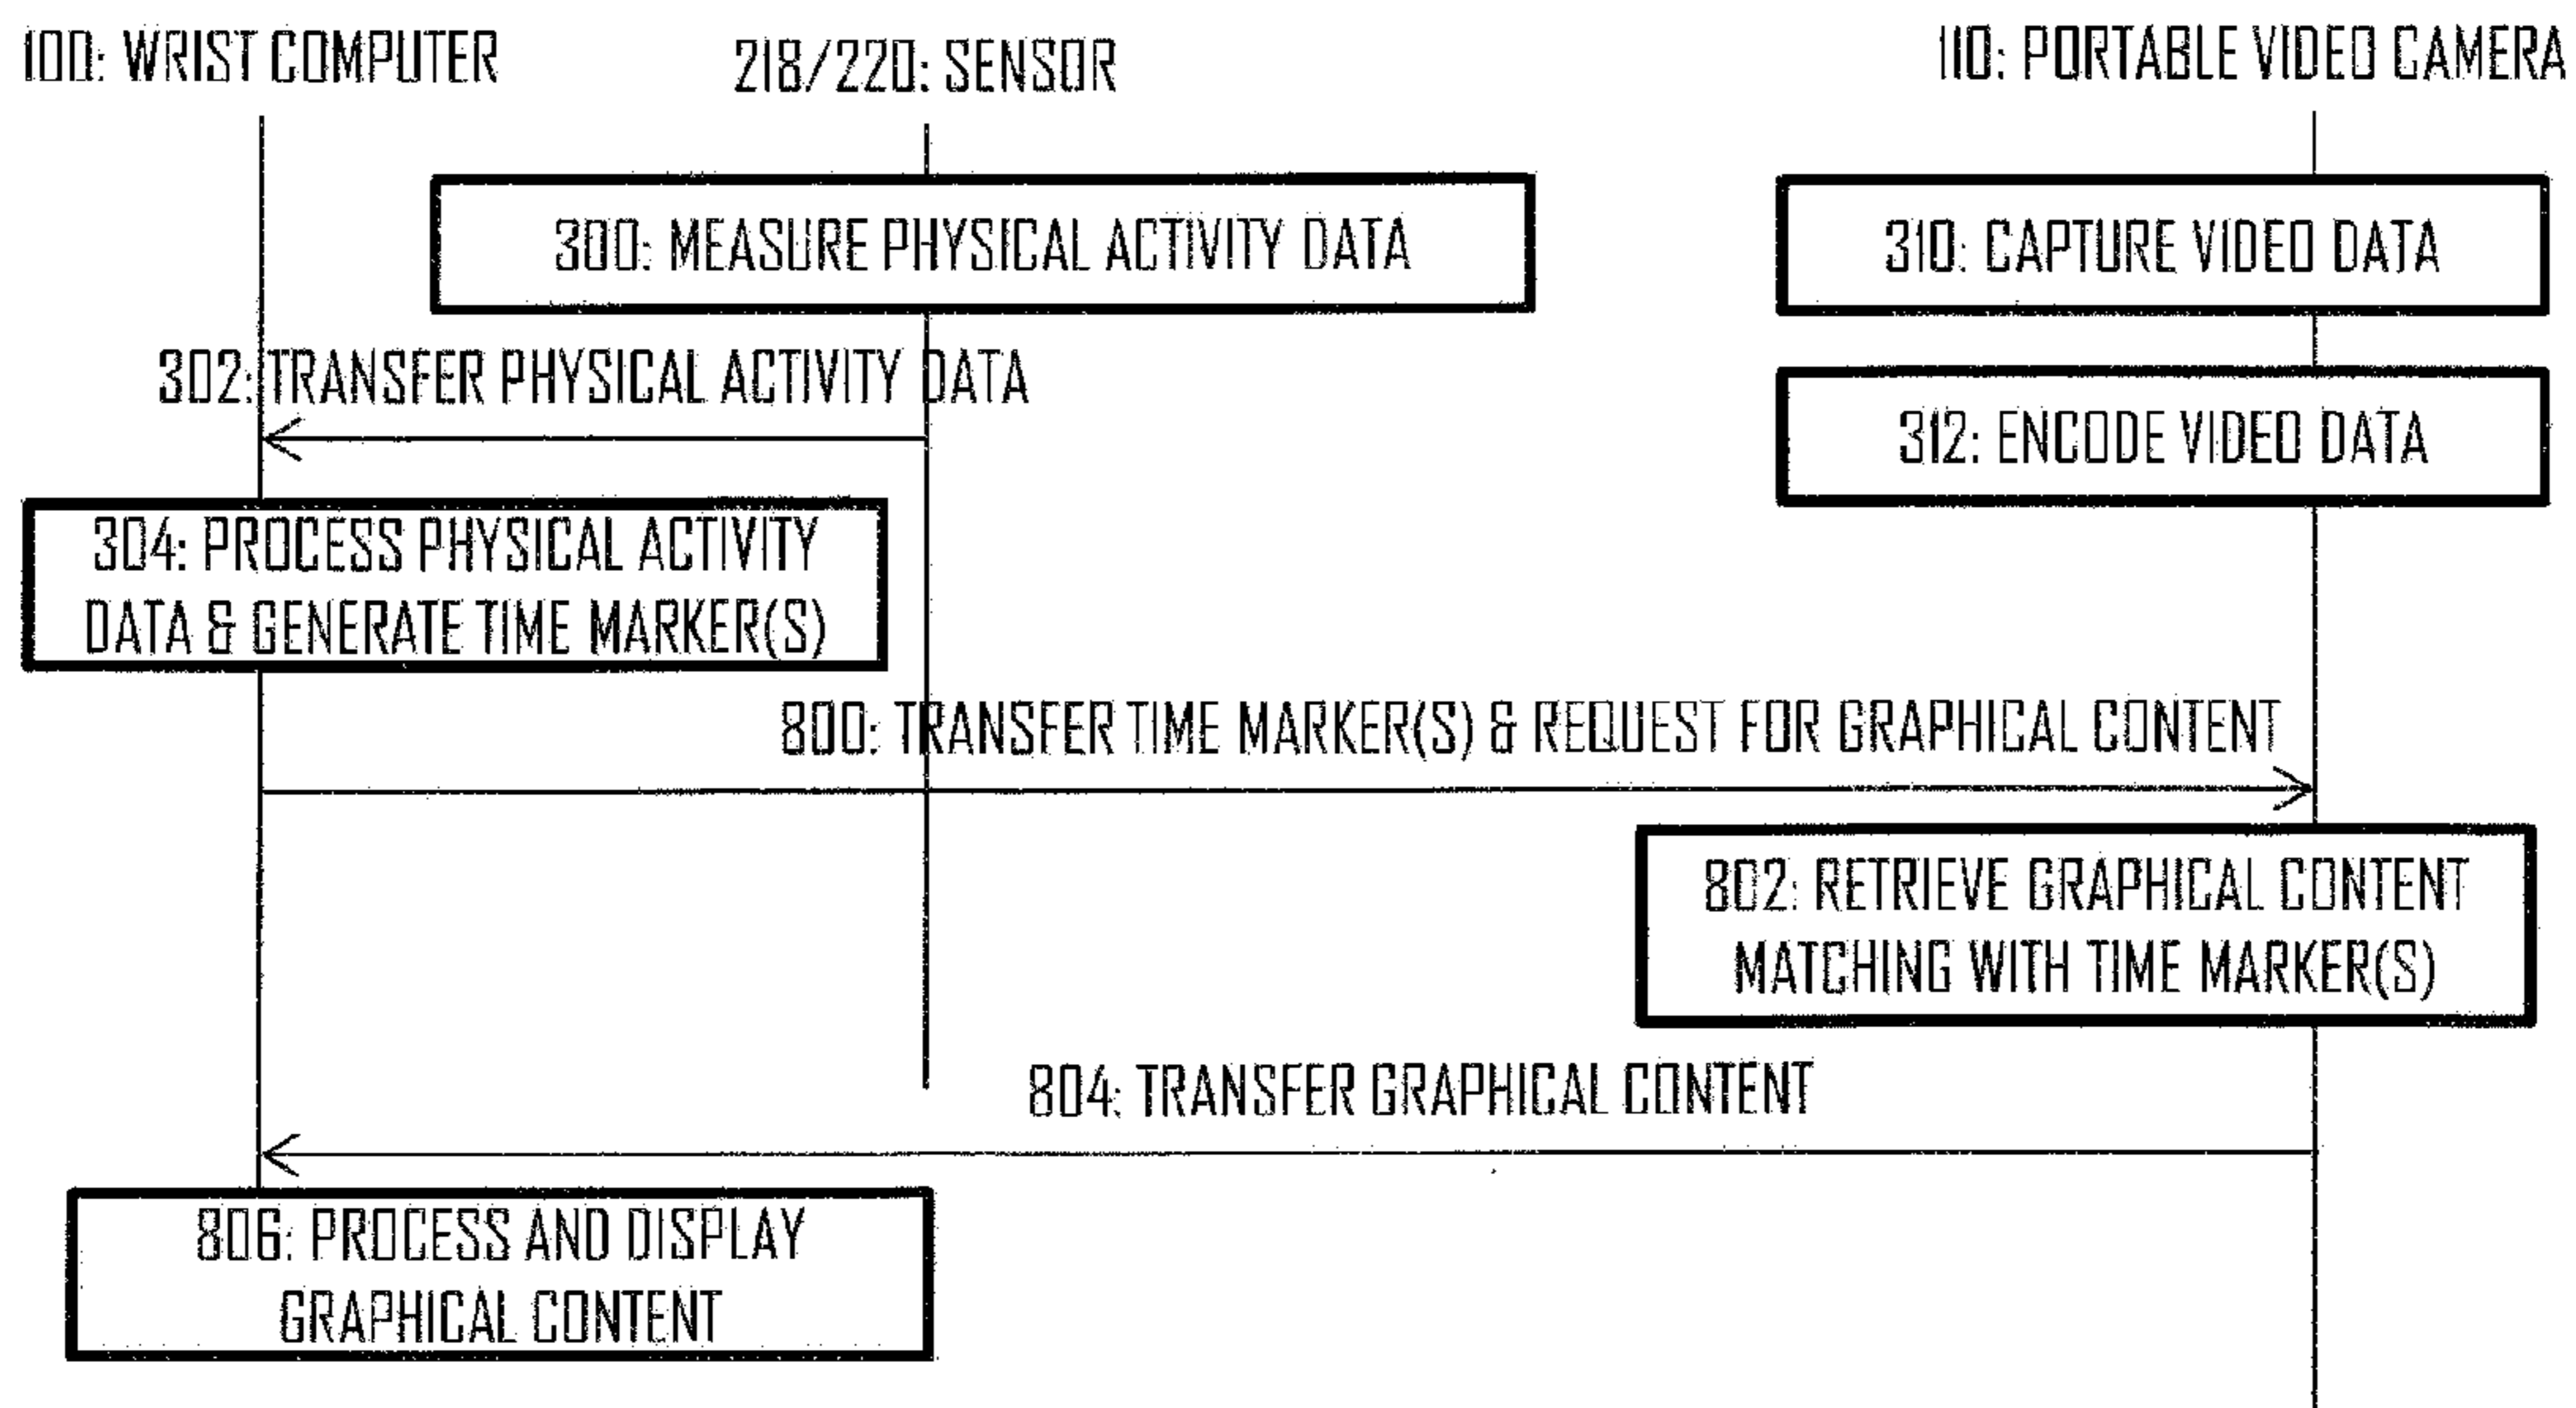 100: WRIST COMPUTER
218/220: SENSOR
110: PORTABLE VIDEO CAMERA
300: MEASURE PHYSICAL ACTIVITY DATA
310: CAPTURE VIDEO DATA
302: TRANSFER PHYSICAL ACTIVITY DATA
312: ENCODE VIDEO DATA
304: PROCESS PHYSICAL ACTIVITY
DATA & GENERATE TIME MARKER(S)
800: TRANSFER TIME MARKER(S) & REQUEST FOR GRAPHICAL CONTENT
802: RETRIEVE GRAPHICAL CONTENT
MATCHING WITH TIME MARKER(S)
804: TRANSFER GRAPHICAL CONTENT
806: PROCESS AND DISPLAY
GRAPHICAL CONTENT